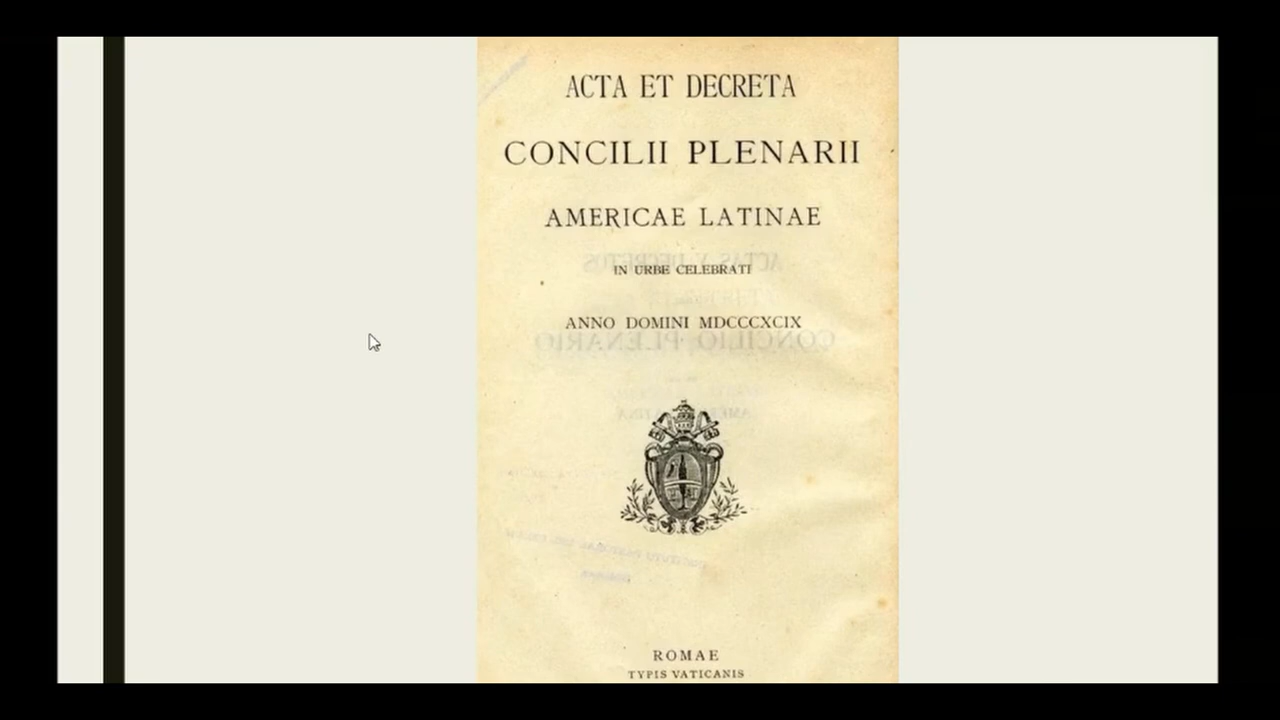 ACTA ET DECRETA
CONCILII PLENARII
AMERICAE LATINAE
IN URBE CELEBRATI
ANNO DOMINI MDCCCXCIX
ROMAE
TYPIS VATICANIS